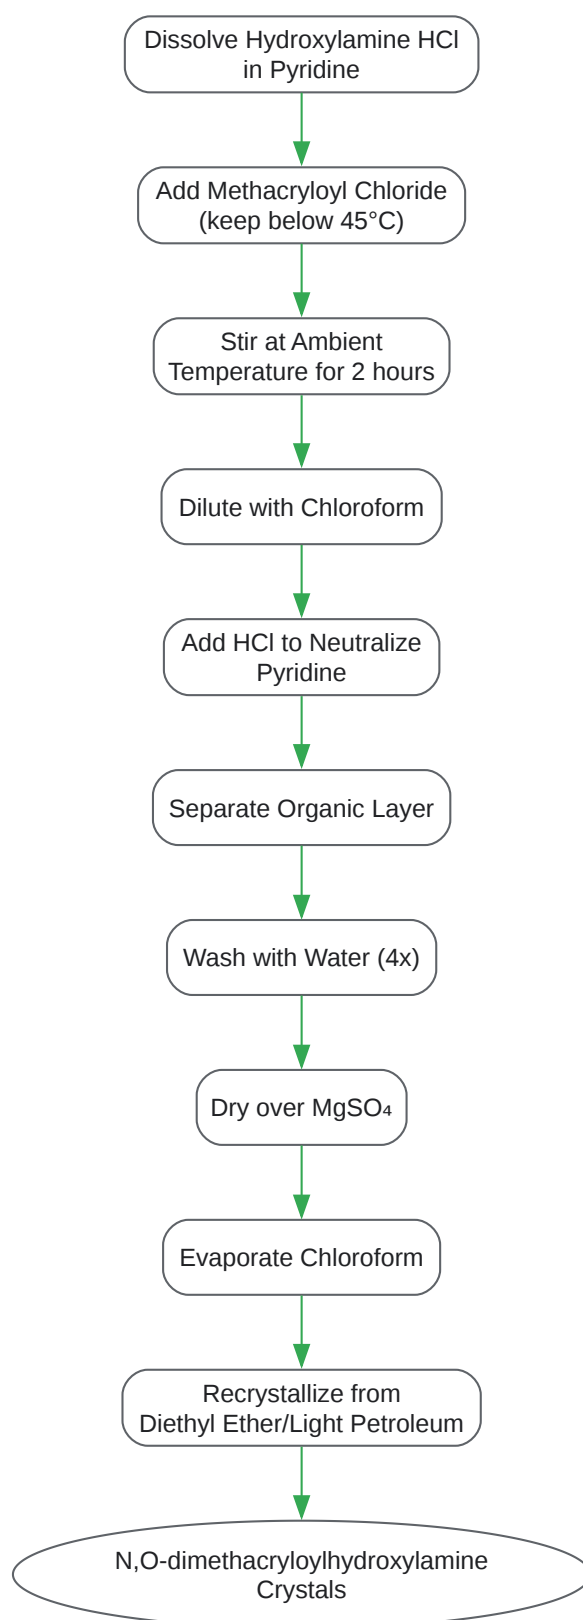 Dissolve Hydroxylamine HCl
in Pyridine
Add Methacryloyl Chloride
(keep below 45°C)
Stir at Ambient
Temperature for 2 hours
Dilute with Chloroform
Add HCl to Neutralize
Pyridine
Separate Organic Layer
Wash with Water (4x)
Dry over MgSO₄
Evaporate Chloroform
Recrystallize from
Diethyl Ether/Light Petroleum
N,O-dimethacryloylhydroxylamine
Crystals